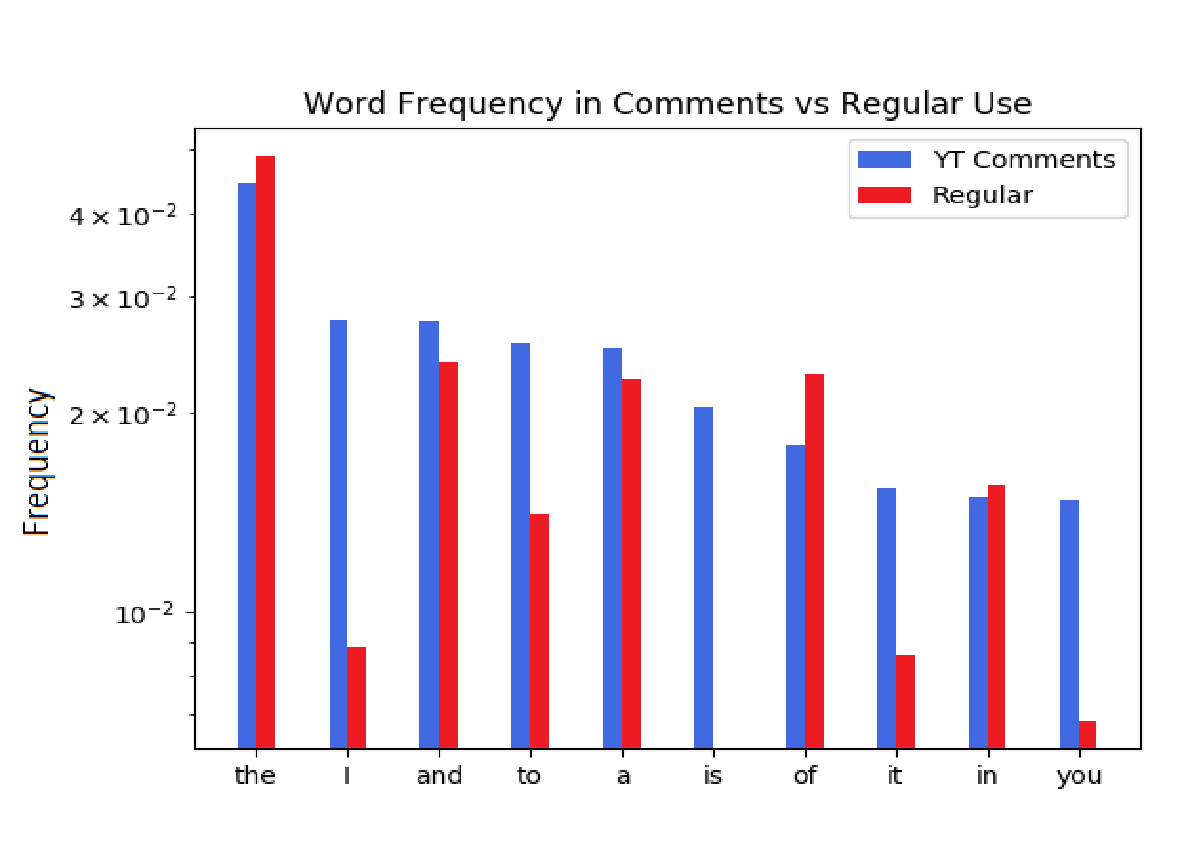 Word Frequency in Comments vs Regular Use
YT Comments
Regular
4 × 10⁻²
3 × 10⁻²
2 × 10⁻²
10⁻²
Frequency
the I and to a is of it in you